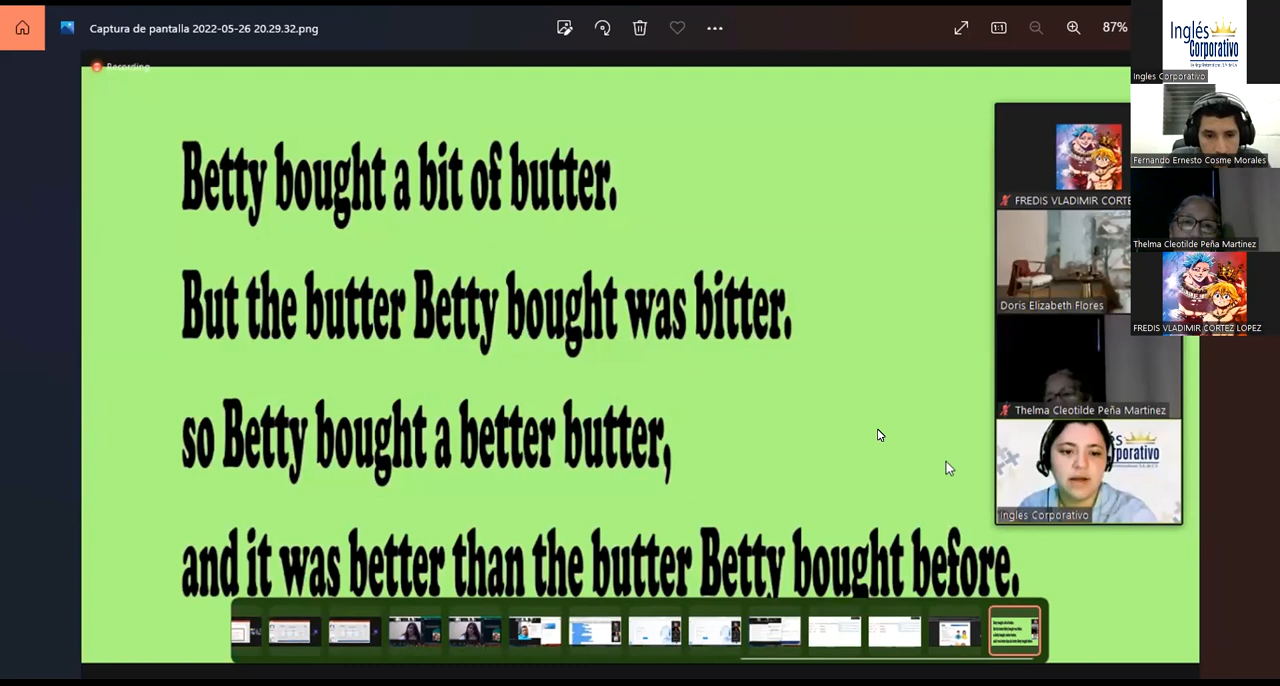 Captura de pantalla 2022-05-26 20.29.32.png
87%
Recording
Betty bought a bit of butter.
But the butter Betty bought was bitter.
so Betty bought a better butter,
and it was better than the butter Betty bought before.
FREDIS VLADIMIR CORTE
Doris Elizabeth Flores
Thelma Cleotilde Peña Martinez
Ingles Corporativo
Inglés
Corporativo
Ingles Corporativo
Fernando Ernesto Cosme Morales
Thelma Cleotilde Peña Martinez
FREDIS VLADIMIR CORTEZ LOPEZ